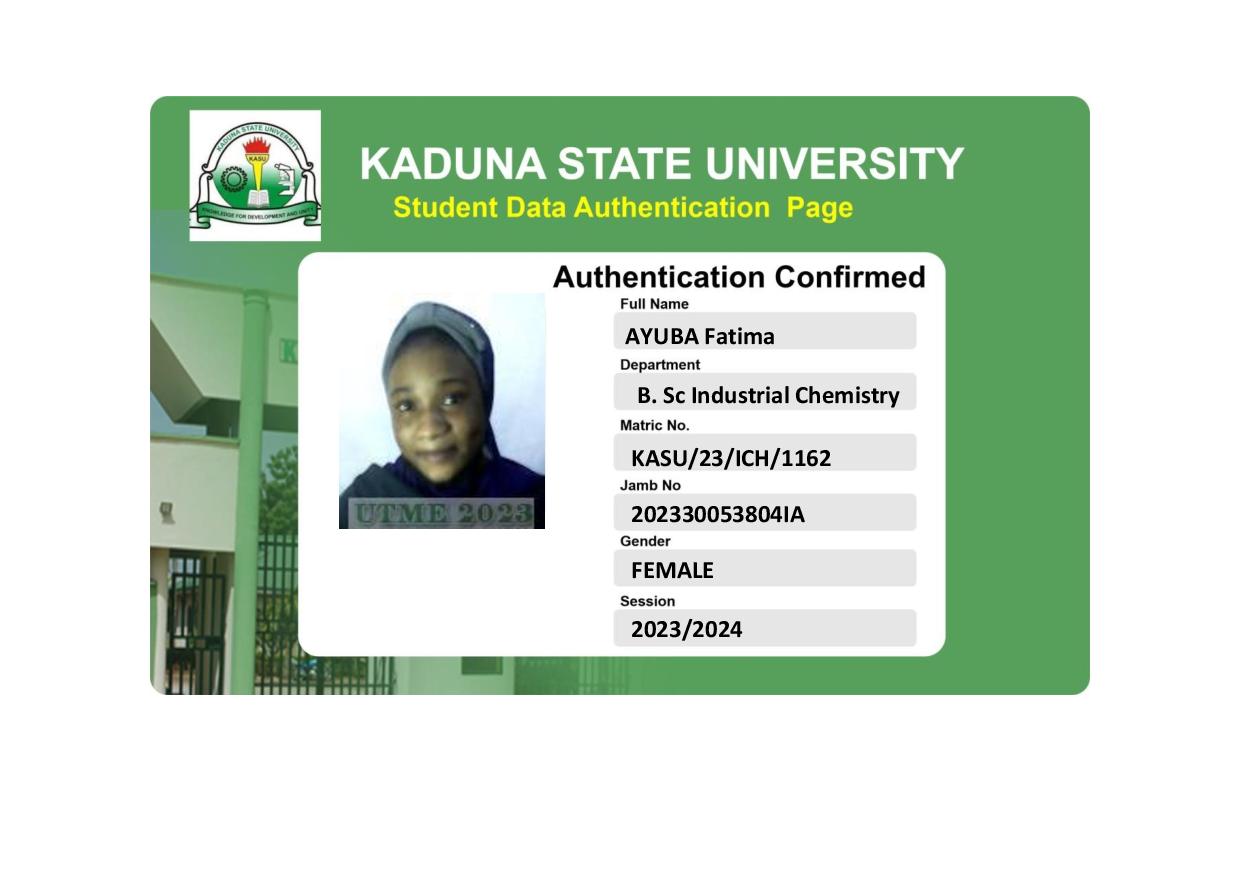 KADUNA STATE UNIVERSITY
KASU
KNOWLEDGE FOR DEVELOPMENT AND UNITY
KADUNA STATE UNIVERSITY
Student Data Authentication Page
Authentication Confirmed
Full Name
AYUBA Fatima
Department
B. Sc Industrial Chemistry
Matric No.
KASU/23/ICH/1162
Jamb No
202330053804IA
Gender
FEMALE
Session
2023/2024
UTME 2023
K